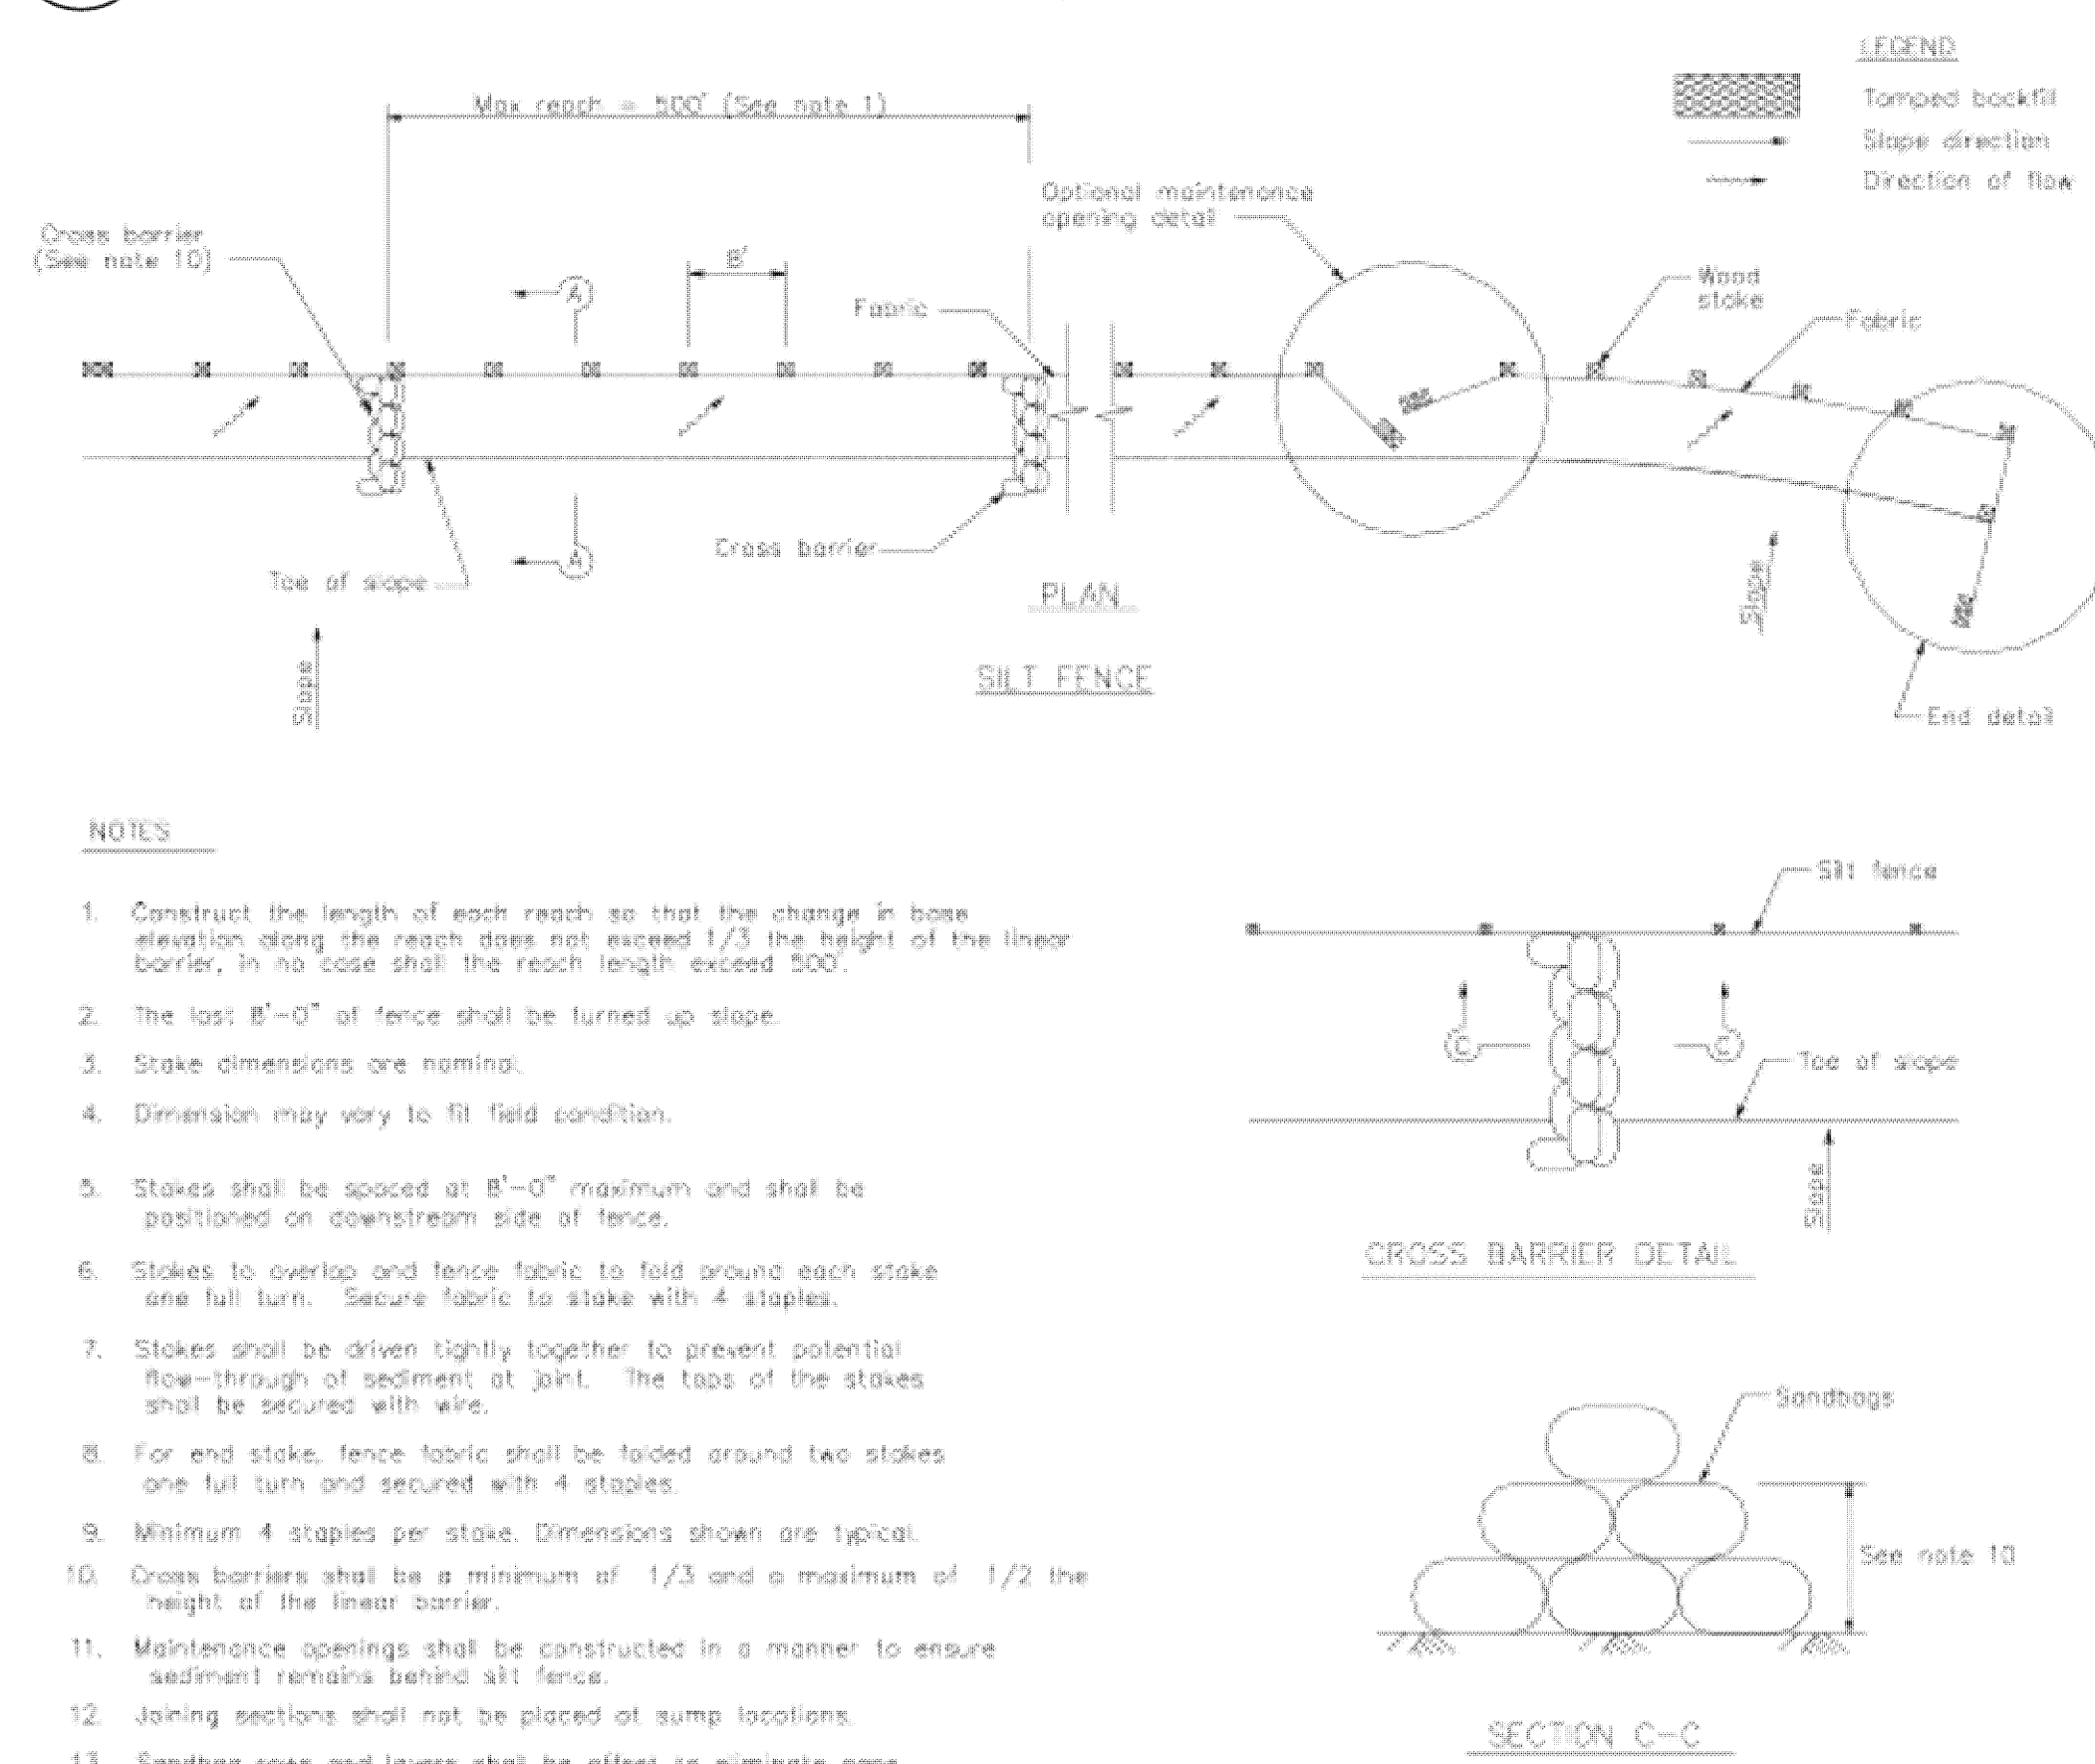 LEGEND
Tamped backfill
Slope direction
Direction of flow
Max reach = 500' (See note 1)
Optional maintenance
opening detail
Cross barrier
(See note 10)
A
8'
Fabric
Wood
stake
Fabric
Cross barrier
A
Toe of slope
PLAN
Slope
Slope
SILT FENCE
End detail
NOTES
1. Construct the length of each reach so that the change in base
elevation along the reach does not exceed 1/3 the height of the linear
barrier, in no case shall the reach length exceed 500'.
2. The last 8'-0" of fence shall be turned up slope.
3. Stake dimensions are nominal.
4. Dimension may vary to fit field condition.
5. Stakes shall be spaced at 8'-0" maximum and shall be
positioned on downstream side of fence.
6. Stakes to overlap and fence fabric to fold around each stake
one full turn. Secure fabric to stake with 4 staples.
7. Stakes shall be driven tightly together to prevent potential
flow-through of sediment at joint. The tops of the stakes
shall be secured with wire.
8. For end stake, fence fabric shall be folded around two stakes
one full turn and secured with 4 staples.
9. Minimum 4 staples per stake. Dimensions shown are typical.
10. Cross barriers shall be a minimum of 1/3 and a maximum of 1/2 the
height of the linear barrier.
11. Maintenance openings shall be constructed in a manner to ensure
sediment remains behind silt fence.
12. Joining sections shall not be placed at sump locations.
13. Sandbag rows and layers shall be offset to eliminate gaps.
Silt fence
C
C
Toe of slope
Slope
CROSS BARRIER DETAIL
Sandbags
See note 10
SECTION C-C